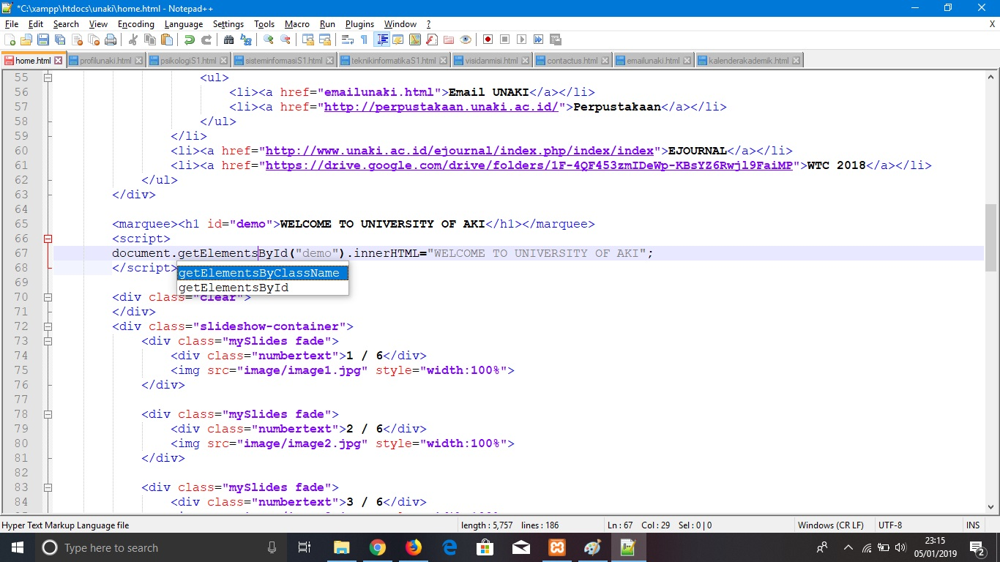 *C:\xampp\htdocs\unaki\home.html - Notepad++
File Edit Search View Encoding Language Settings Tools Macro Run Plugins Window ? X
home.html profilunaki.html psikologiS1.html sisteminformasiS1.html teknikinformatikaS1.html visidanmisi.html contactus.html emailunaki.html kalenderakademik.html
55 <ul>
56 <li><a href="emailunaki.html">Email UNAKI</a></li>
57 <li><a href="http://perpustakaan.unaki.ac.id/">Perpustakaan</a></li>
58 </ul>
59 </li>
60 <li><a href="http://www.unaki.ac.id/ejournal/index.php/index/index">EJOURNAL</a></li>
61 <li><a href="https://drive.google.com/drive/folders/1F-4QF453zmIDeWp-KBsYZ6Rwjl9FaiMP">WTC 2018</a></li>
62 </ul>
63 </div>
64
65 <marquee><h1 id="demo">WELCOME TO UNIVERSITY OF AKI</h1></marquee>
66 <script>
67 document.getElementsById("demo").innerHTML="WELCOME TO UNIVERSITY OF AKI";
68 </script>
getElementsByClassName
69
getElementsById
70 <div class="clear">
71 </div>
72 <div class="slideshow-container">
73 <div class="mySlides fade">
74 <div class="numbertext">1 / 6</div>
75 <img src="image/image1.jpg" style="width:100%">
76 </div>
77
78 <div class="mySlides fade">
79 <div class="numbertext">2 / 6</div>
80 <img src="image/image2.jpg" style="width:100%">
81 </div>
82
83 <div class="mySlides fade">
84 <div class="numbertext">3 / 6</div>
Hyper Text Markup Language file length : 5,757 lines : 186 Ln : 67 Col : 29 Sel : 0 | 0 Windows (CR LF) UTF-8 INS
Type here to search
23:15
05/01/2019
2